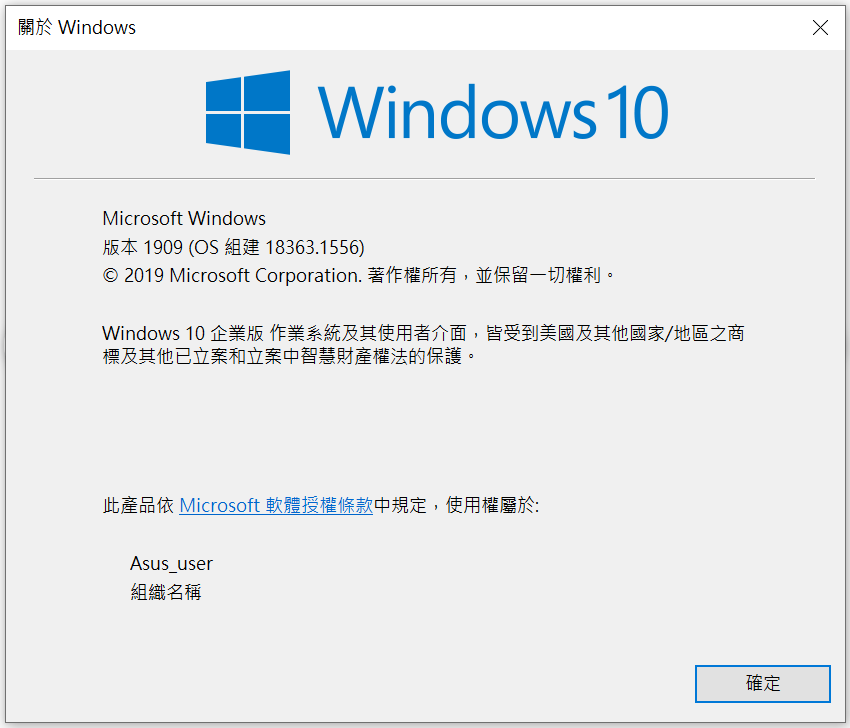 關於 Windows
Windows 10
Microsoft Windows
版本 1909 (OS 組建 18363.1556)
© 2019 Microsoft Corporation. 著作權所有，並保留一切權利。
Windows 10 企業版 作業系統及其使用者介面，皆受到美國及其他國家/地區之商
標及其他已立案和立案中智慧財產權法的保護。
此產品依 Microsoft 軟體授權條款中規定，使用權屬於:
Asus_user
組織名稱
確定